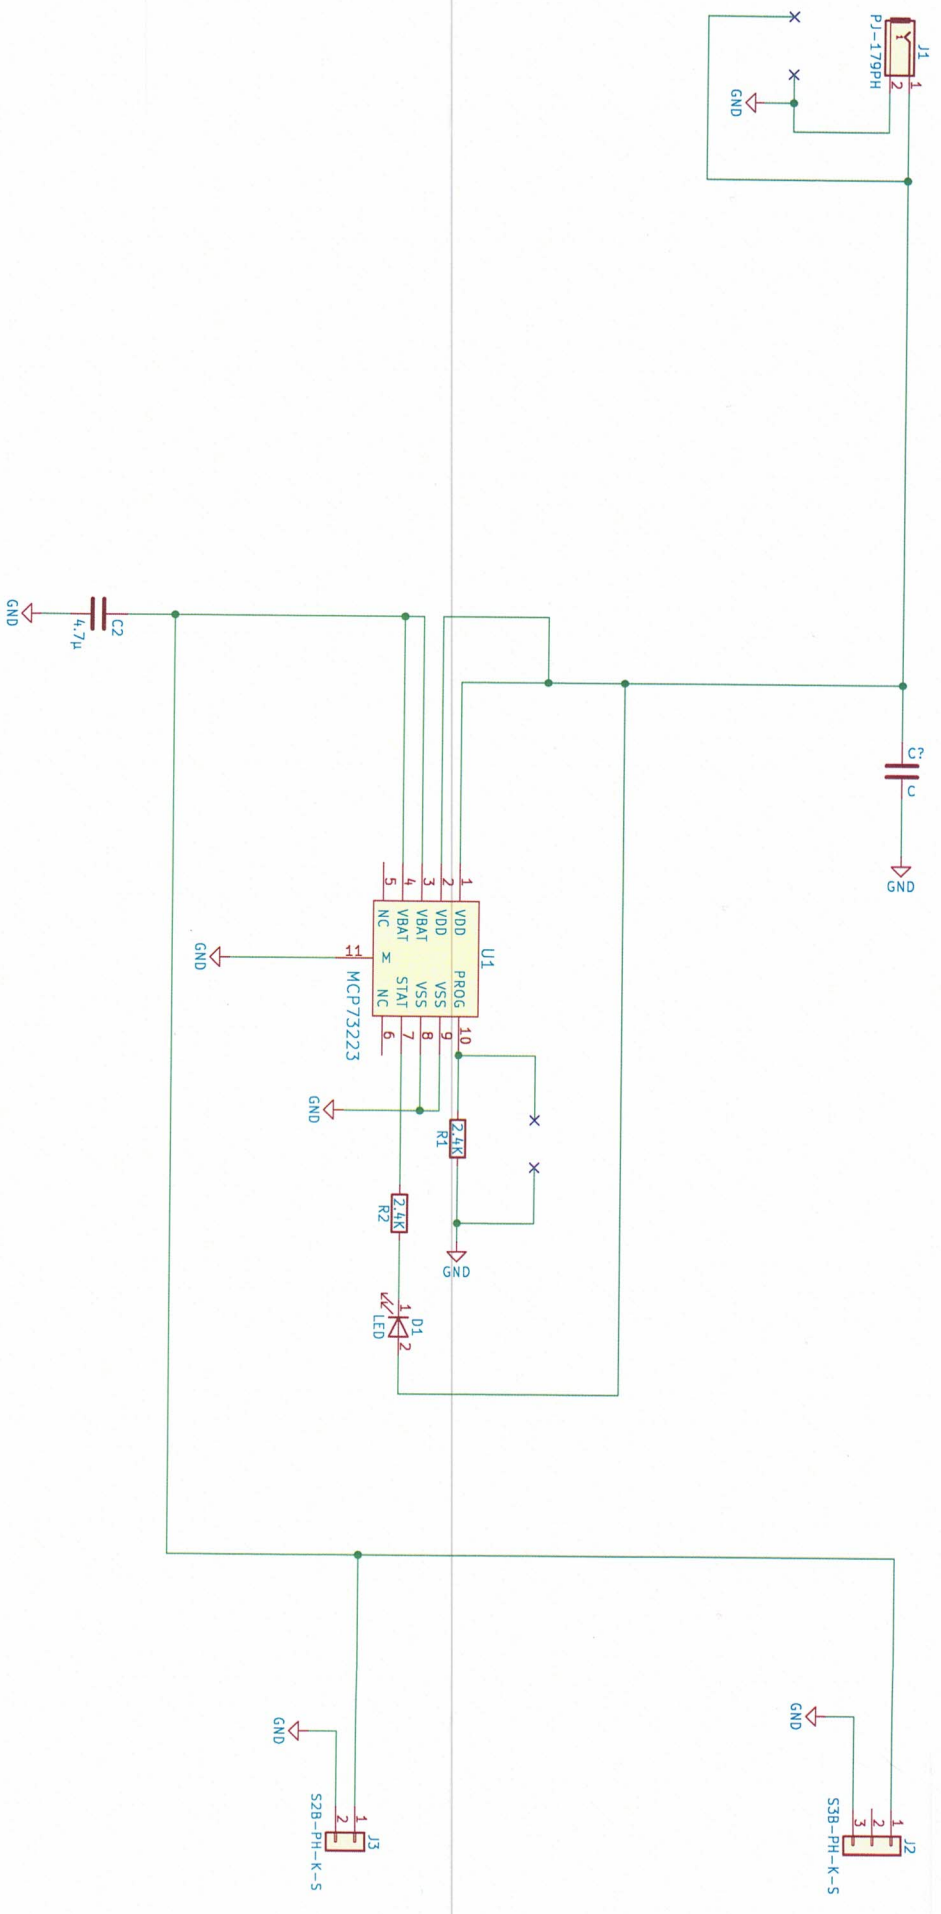 J1
1
1
2
PJ-179PH
GND
C?
C
GND
U1
1
VDD
2
VDD
3
VBAT
4
VBAT
5
NC
PROG
10
VSS
9
VSS
8
STAT
7
NC
6
11
MCP73223
GND
2.4K
R1
GND
GND
2.4K
R2
D1
1
2
LED
C2
4.7µ
GND
J2
1
2
3
S3B-PH-K-S
GND
J3
1
2
S2B-PH-K-S
GND